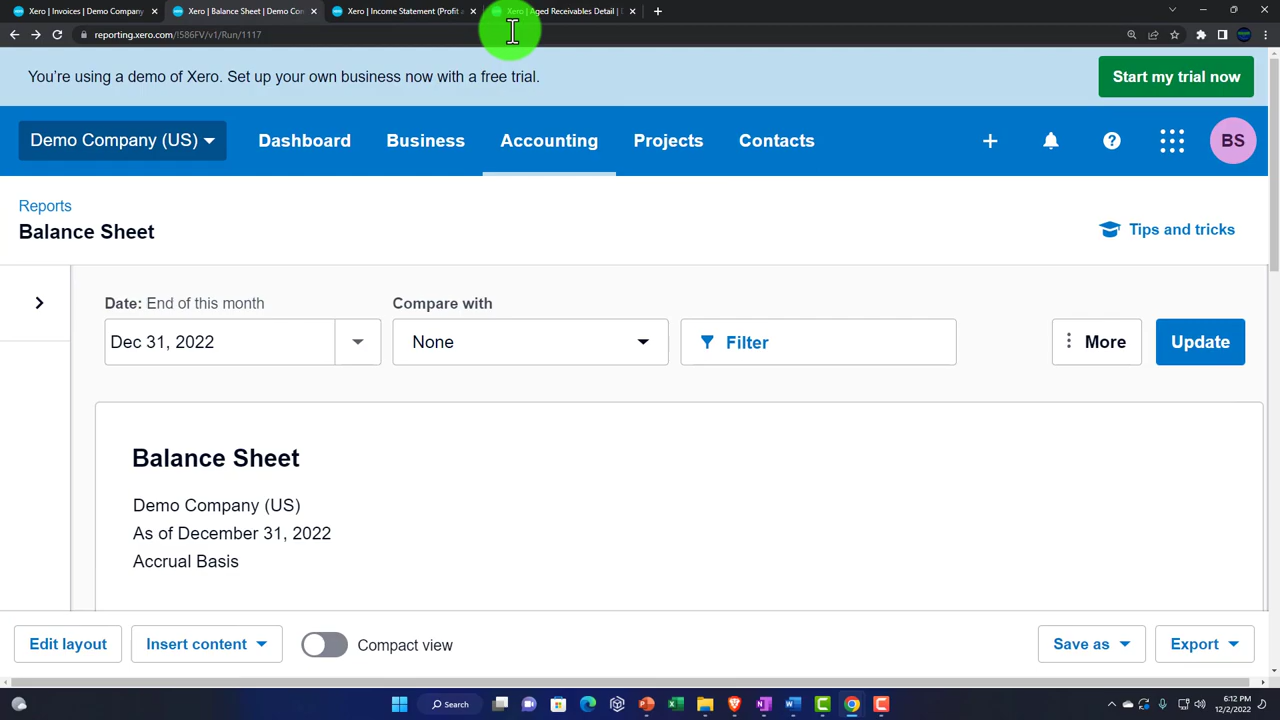 Xero | Invoices | Demo Company
Xero | Balance Sheet | Demo Com
Xero | Income Statement (Profit a
Xero | Aged Receivables Detail |
reporting.xero.com/!586FV/v1/Run/1117
You're using a demo of Xero. Set up your own business now with a free trial.
Start my trial now
Demo Company (US)
Dashboard
Business
Accounting
Projects
Contacts
BS
Reports
Balance Sheet
Tips and tricks
Date: End of this month
Compare with
Dec 31, 2022
None
Filter
More
Update
Balance Sheet
Demo Company (US)
As of December 31, 2022
Accrual Basis
Edit layout
Insert content
Compact view
Save as
Export
Search
6:12 PM
12/2/2022